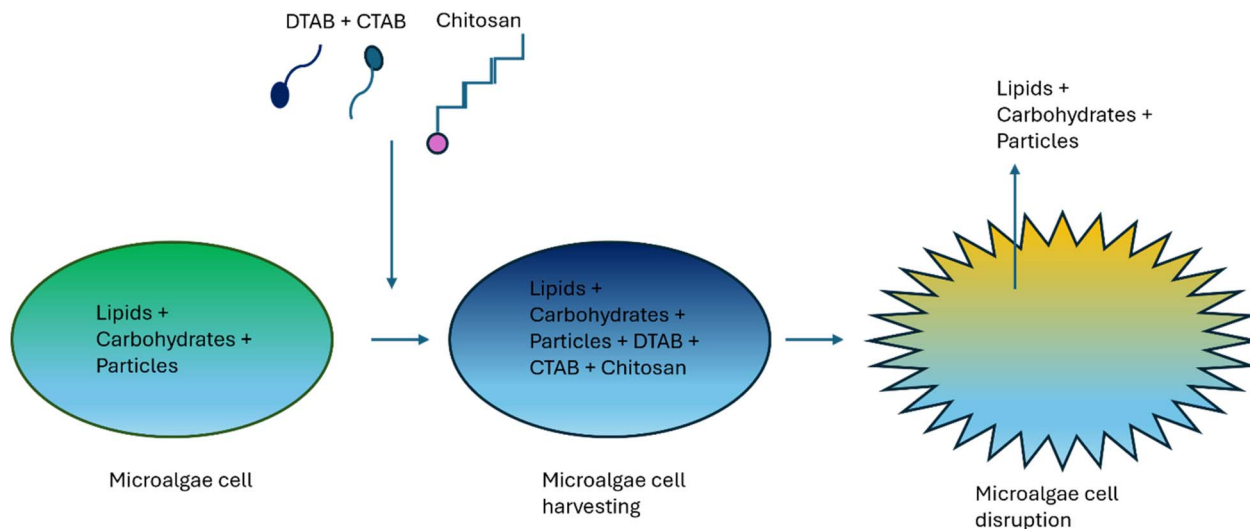 DTAB + CTAB
Chitosan
Lipids +
Carbohydrates +
Particles
Lipids +
Carbohydrates +
Particles
Lipids +
Carbohydrates +
Particles + DTAB +
CTAB + Chitosan
Microalgae cell
Microalgae cell
harvesting
Microalgae cell
disruption